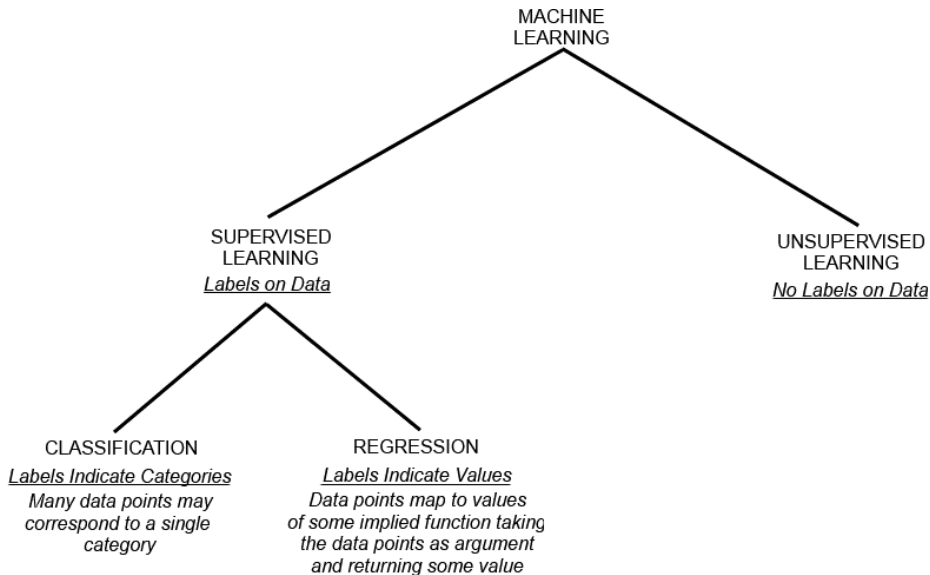 MACHINE
LEARNING
SUPERVISED
LEARNING
Labels on Data
UNSUPERVISED
LEARNING
No Labels on Data
CLASSIFICATION
Labels Indicate Categories
Many data points may
correspond to a single
category
REGRESSION
Labels Indicate Values
Data points map to values
of some implied function taking
the data points as argument
and returning some value